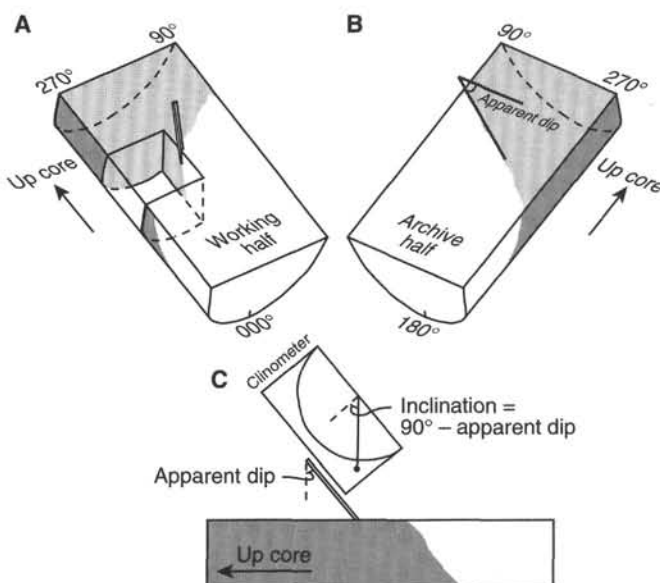 A
90°
270°
Up core
Working
half
000°
B
90°
270°
Apparent dip
Up core
Archive
half
180°
C
Clinometer
Inclination =
90° – apparent dip
Apparent dip
Up core